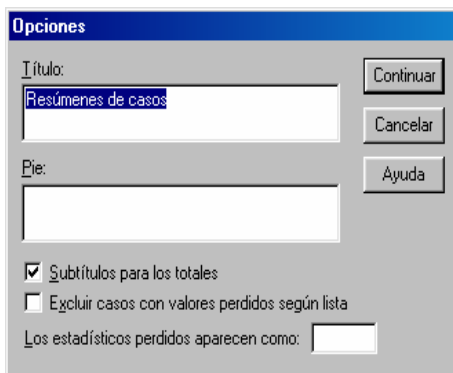 Opciones
Título:
Resúmenes de casos
Continuar
Cancelar
Pie:
Ayuda
Subtítulos para los totales
Excluir casos con valores perdidos según lista
Los estadísticos perdidos aparecen como: